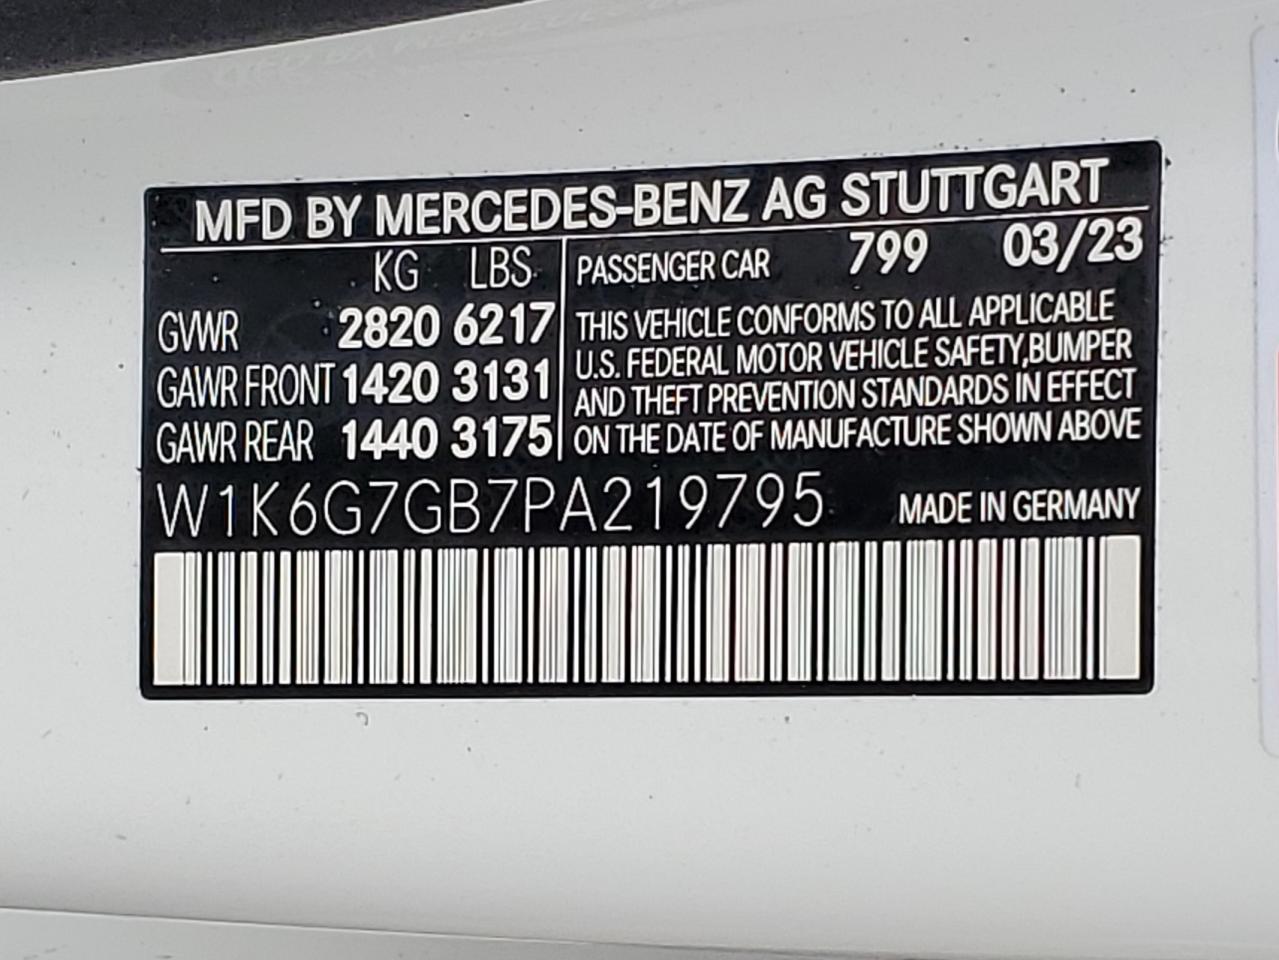 MFD BY MERCEDES-BENZ AG STUTTGART
KG LBS
GVWR 2820 6217
GAWR FRONT 1420 3131
GAWR REAR 1440 3175
PASSENGER CAR 799 03/23
THIS VEHICLE CONFORMS TO ALL APPLICABLE
U.S. FEDERAL MOTOR VEHICLE SAFETY,BUMPER
AND THEFT PREVENTION STANDARDS IN EFFECT
ON THE DATE OF MANUFACTURE SHOWN ABOVE
W1K6G7GB7PA219795
MADE IN GERMANY